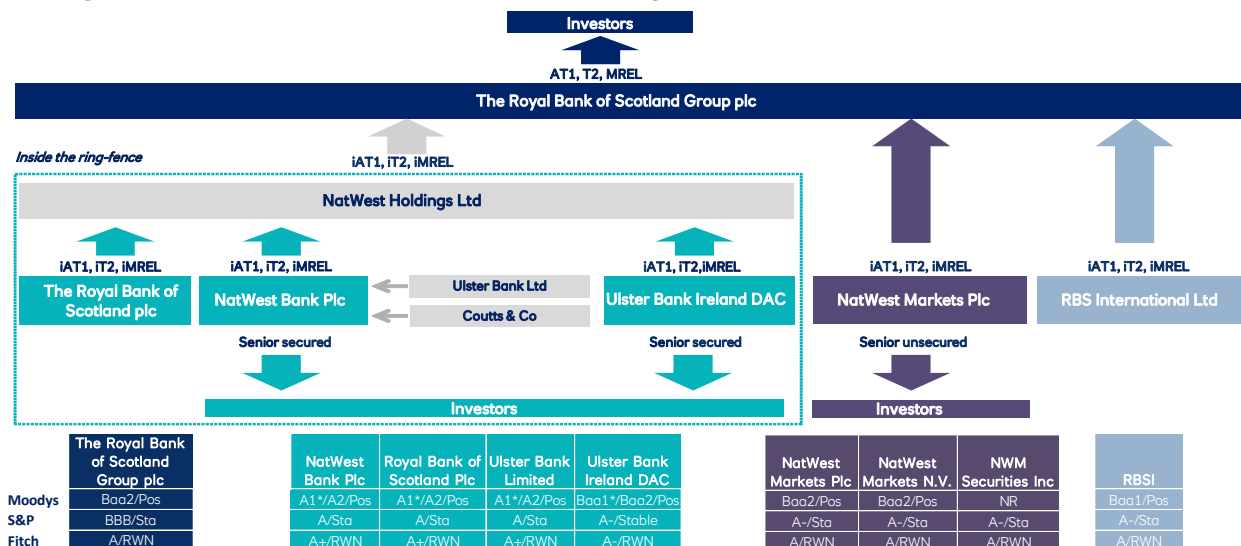 Investors
AT1, T2, MREL
The Royal Bank of Scotland Group plc
Inside the ring-fence
iAT1, iT2, iMREL
NatWest Holdings Ltd
iAT1, iT2, iMREL
iAT1, iT2, iMREL
iAT1, iT2,iMREL
iAT1, iT2, iMREL
iAT1, iT2, iMREL
The Royal Bank of
Scotland plc
NatWest Bank Plc
Ulster Bank Ltd
Coutts & Co
Ulster Bank Ireland DAC
NatWest Markets Plc
RBS International Ltd
Senior secured
Senior secured
Senior unsecured
Investors
Investors
The Royal Bank
of Scotland
Group plc
NatWest
Bank Plc
Royal Bank of
Scotland Plc
Ulster Bank
Limited
Ulster Bank
Ireland DAC
NatWest
Markets Plc
NatWest
Markets N.V.
NWM
Securities Inc
RBSI
Moodys Baa2/Pos A1*/A2/Pos A1*/A2/Pos A1*/A2/Pos Baa1*/Baa2/Pos Baa2/Pos Baa2/Pos NR Baa1/Pos
S&P BBB/Sta A/Sta A/Sta A/Sta A-/Stable A-/Sta A-/Sta A-/Sta A-/Sta
Fitch A/RWN A+/RWN A+/RWN A+/RWN A-/RWN A/RWN A/RWN A/RWN A/RWN